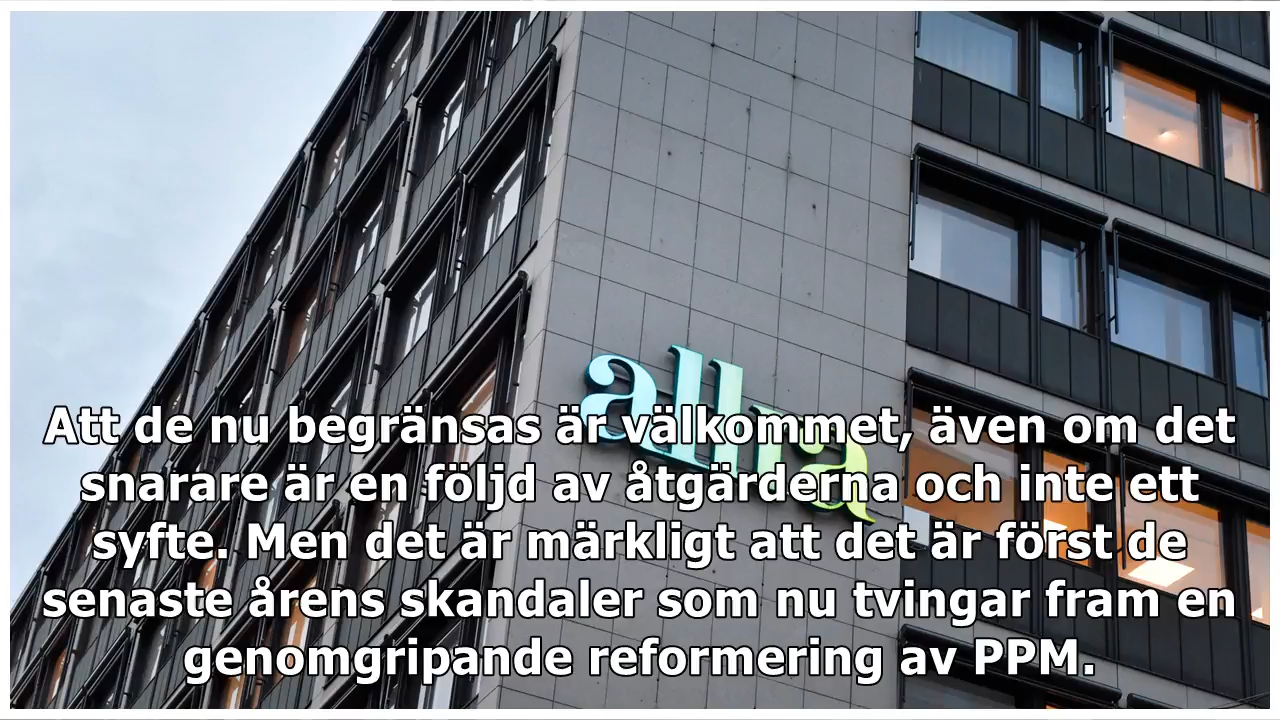 allra
Att de nu begränsas är välkommet, även om det
snarare är en följd av åtgärderna och inte ett
syfte. Men det är märkligt att det är först de
senaste årens skandaler som nu tvingar fram en
genomgripande reformering av PPM.